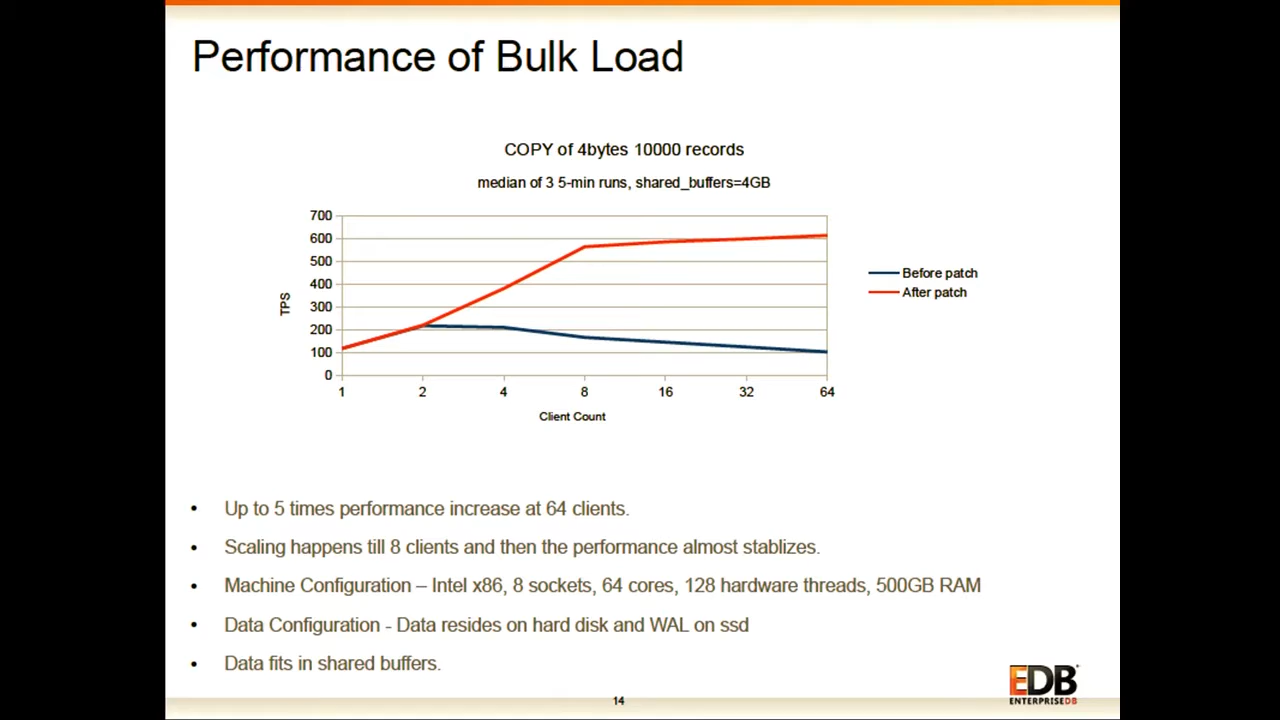 Performance of Bulk Load
COPY of 4bytes 10000 records
median of 3 5-min runs, shared_buffers=4GB
700
600
500
400
300
200
100
0
TPS
1 2 4 8 16 32 64
Client Count
Before patch
After patch
• Up to 5 times performance increase at 64 clients.
• Scaling happens till 8 clients and then the performance almost stablizes.
• Machine Configuration – Intel x86, 8 sockets, 64 cores, 128 hardware threads, 500GB RAM
• Data Configuration - Data resides on hard disk and WAL on ssd
• Data fits in shared buffers.
14
EDB
ENTERPRISEDB